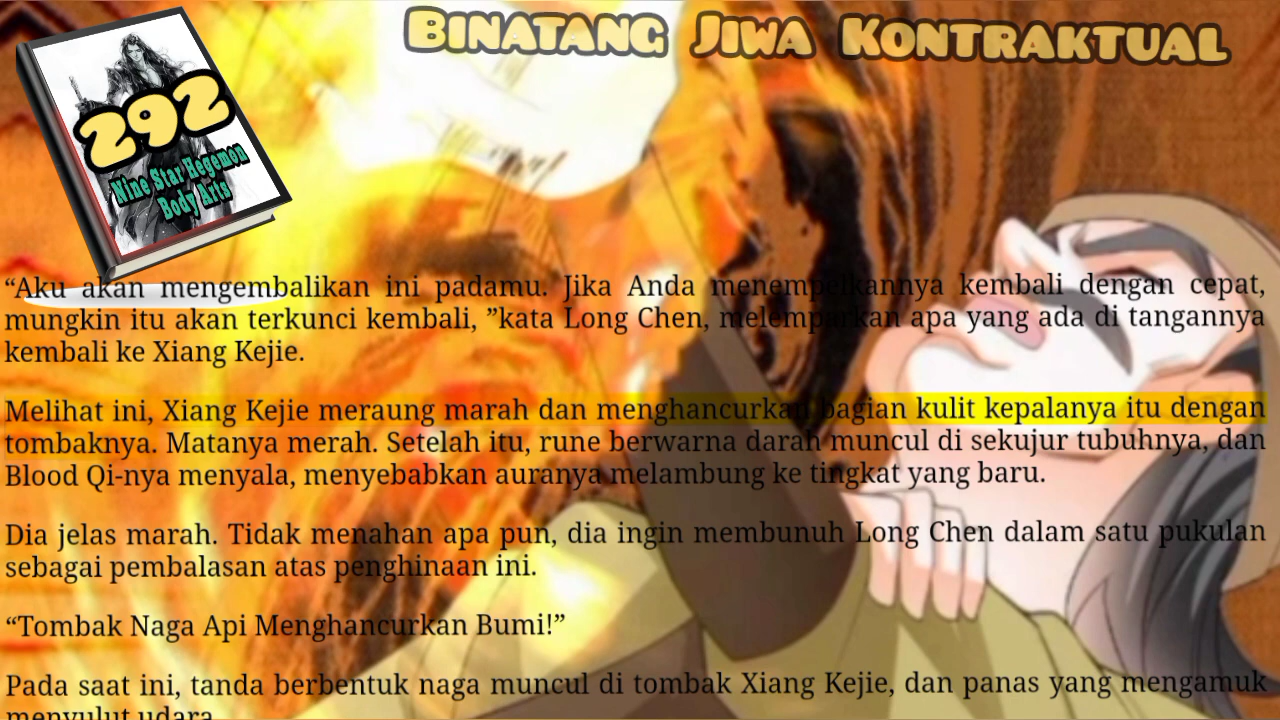 Binatang Jiwa Kontraktual
292
Nine Star Hegemon
Body Arts
“Aku akan mengembalikan ini padamu. Jika Anda menempelkannya kembali dengan cepat,
mungkin itu akan terkunci kembali, ”kata Long Chen, melemparkan apa yang ada di tangannya
kembali ke Xiang Kejie.
Melihat ini, Xiang Kejie meraung marah dan menghancurkan bagian kulit kepalanya itu dengan
tombaknya. Matanya merah. Setelah itu, rune berwarna darah muncul di sekujur tubuhnya, dan
Blood Qi-nya menyala, menyebabkan auranya melambung ke tingkat yang baru.
Dia jelas marah. Tidak menahan apa pun, dia ingin membunuh Long Chen dalam satu pukulan
sebagai pembalasan atas penghinaan ini.
“Tombak Naga Api Menghancurkan Bumi!”
Pada saat ini, tanda berbentuk naga muncul di tombak Xiang Kejie, dan panas yang mengamuk
menyulut udara.